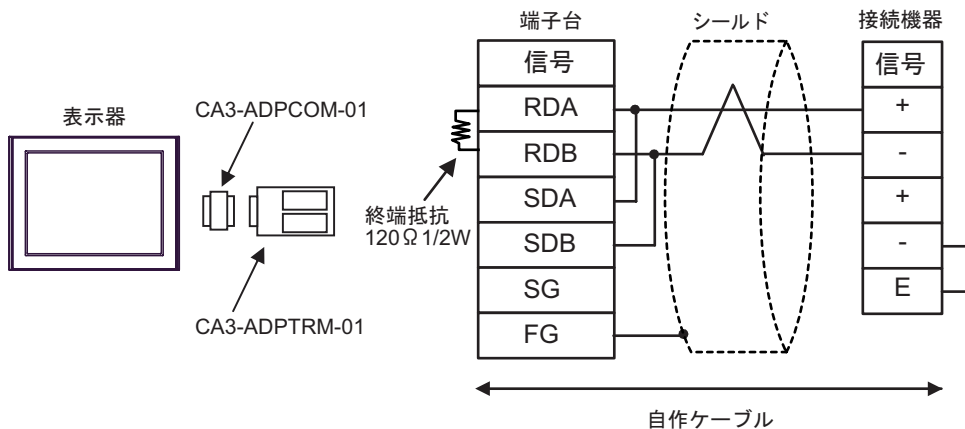 表示器
CA3-ADPCOM-01
CA3-ADPTRM-01
終端抵抗
120Ω 1/2W
端子台
信号
RDA
RDB
SDA
SDB
SG
FG
シールド
接続機器
信号
+
-
+
-
E
自作ケーブル